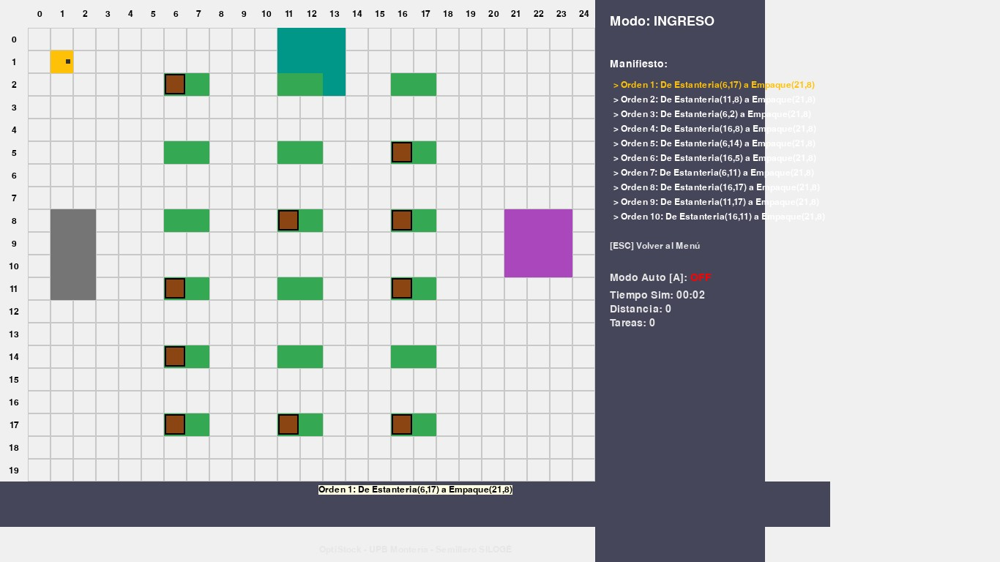 0 1 2 3 4 5 6 7 8 9 10 11 12 13 14 15 16 17 18 19 20 21 22 23 24
0
1
2
3
4
5
6
7
8
9
10
11
12
13
14
15
16
17
18
19
Modo: INGRESO
Manifiesto:
> Orden 1: De Estanteria(6,17) a Empaque(21,8)
> Orden 2: De Estanteria(11,8) a Empaque(21,8)
> Orden 3: De Estanteria(6,2) a Empaque(21,8)
> Orden 4: De Estanteria(16,8) a Empaque(21,8)
> Orden 5: De Estanteria(6,14) a Empaque(21,8)
> Orden 6: De Estanteria(16,5) a Empaque(21,8)
> Orden 7: De Estanteria(6,11) a Empaque(21,8)
> Orden 8: De Estanteria(16,17) a Empaque(21,8)
> Orden 9: De Estanteria(11,17) a Empaque(21,8)
> Orden 10: De Estanteria(16,11) a Empaque(21,8)
[ESC] Volver al Menú
Modo Auto [A]: OFF
Tiempo Sim: 00:02
Distancia: 0
Tareas: 0
Orden 1: De Estanteria(6,17) a Empaque(21,8)
OptiStock - UPB Montería - Semillero SILOGÉ